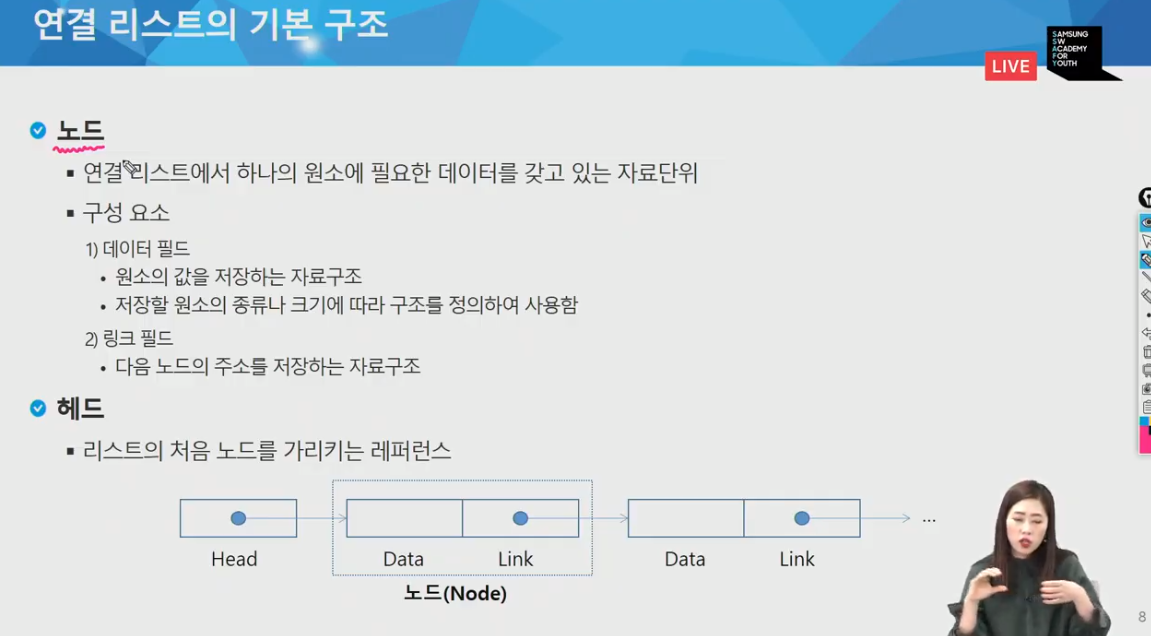 연결 리스트의 기본 구조
LIVE
SAMSUNG
SW
ACADEMY
FOR
YOUTH
노드
▪ 연결 리스트에서 하나의 원소에 필요한 데이터를 갖고 있는 자료단위
▪ 구성 요소
1) 데이터 필드
• 원소의 값을 저장하는 자료구조
• 저장할 원소의 종류나 크기에 따라 구조를 정의하여 사용함
2) 링크 필드
• 다음 노드의 주소를 저장하는 자료구조
헤드
▪ 리스트의 처음 노드를 가리키는 레퍼런스
...
Head Data Link Data Link
노드(Node)
8